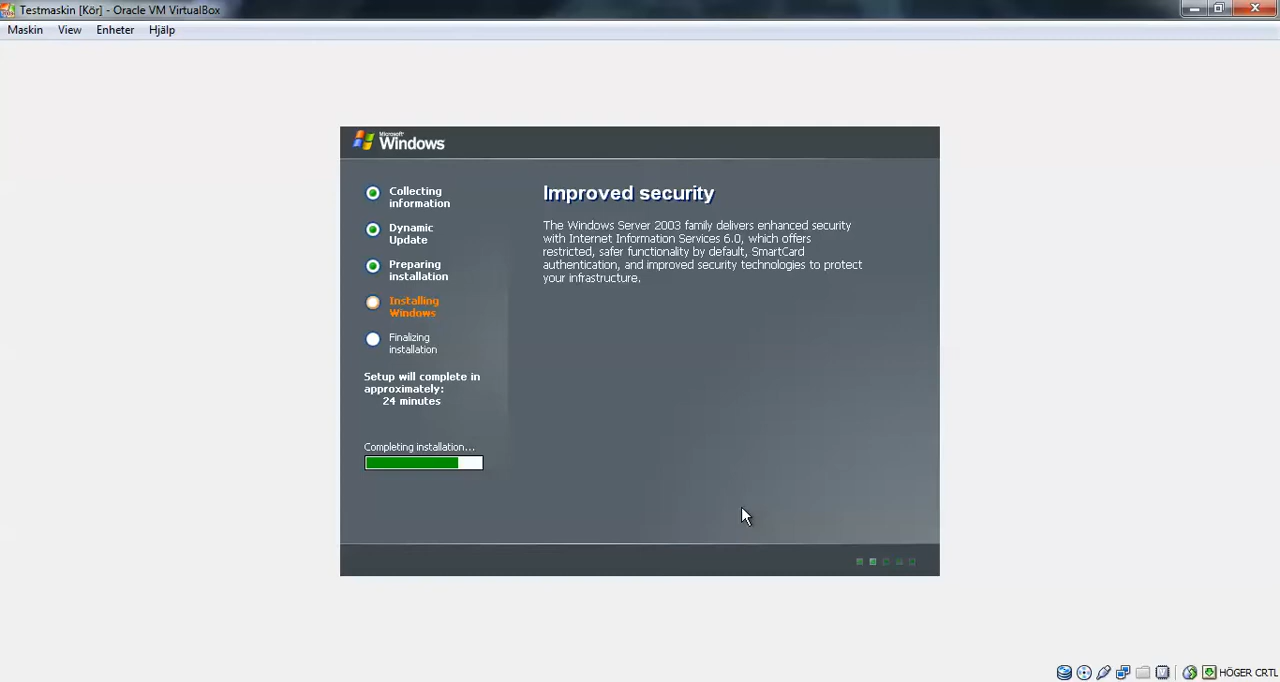 Testmaskin [Kör] - Oracle VM VirtualBox
Maskin View Enheter Hjälp
Microsoft
Windows
Collecting
information
Dynamic
Update
Preparing
installation
Installing
Windows
Finalizing
installation
Setup will complete in
approximately:
24 minutes
Completing installation...
Improved security
The Windows Server 2003 family delivers enhanced security
with Internet Information Services 6.0, which offers
restricted, safer functionality by default, SmartCard
authentication, and improved security technologies to protect
your infrastructure.
HÖGER CRTL